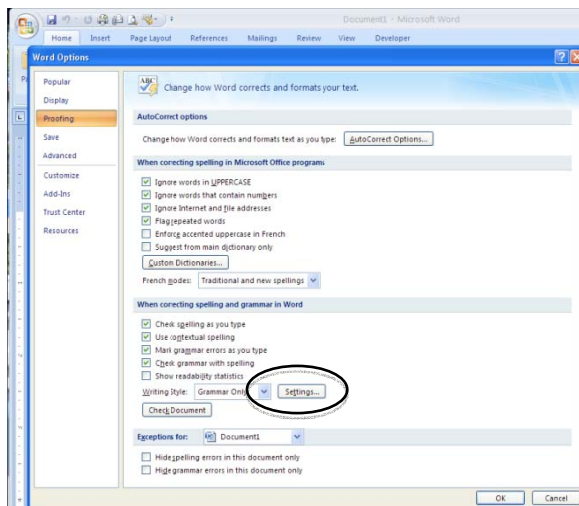 Document1 - Microsoft Word
Home Insert Page Layout References Mailings Review View Developer
Word Options
Popular
Display
Proofing
Save
Advanced
Customize
Add-Ins
Trust Center
Resources
ABC
Change how Word corrects and formats your text.
AutoCorrect options
Change how Word corrects and formats text as you type: AutoCorrect Options...
When correcting spelling in Microsoft Office programs
Ignore words in UPPERCASE
Ignore words that contain numbers
Ignore Internet and file addresses
Flag repeated words
Enforce accented uppercase in French
Suggest from main dictionary only
Custom Dictionaries...
French modes: Traditional and new spellings
When correcting spelling and grammar in Word
Check spelling as you type
Use contextual spelling
Mark grammar errors as you type
Check grammar with spelling
Show readability statistics
Writing Style: Grammar Only Settings...
Check Document
Exceptions for: Document1
Hide spelling errors in this document only
Hide grammar errors in this document only
OK Cancel